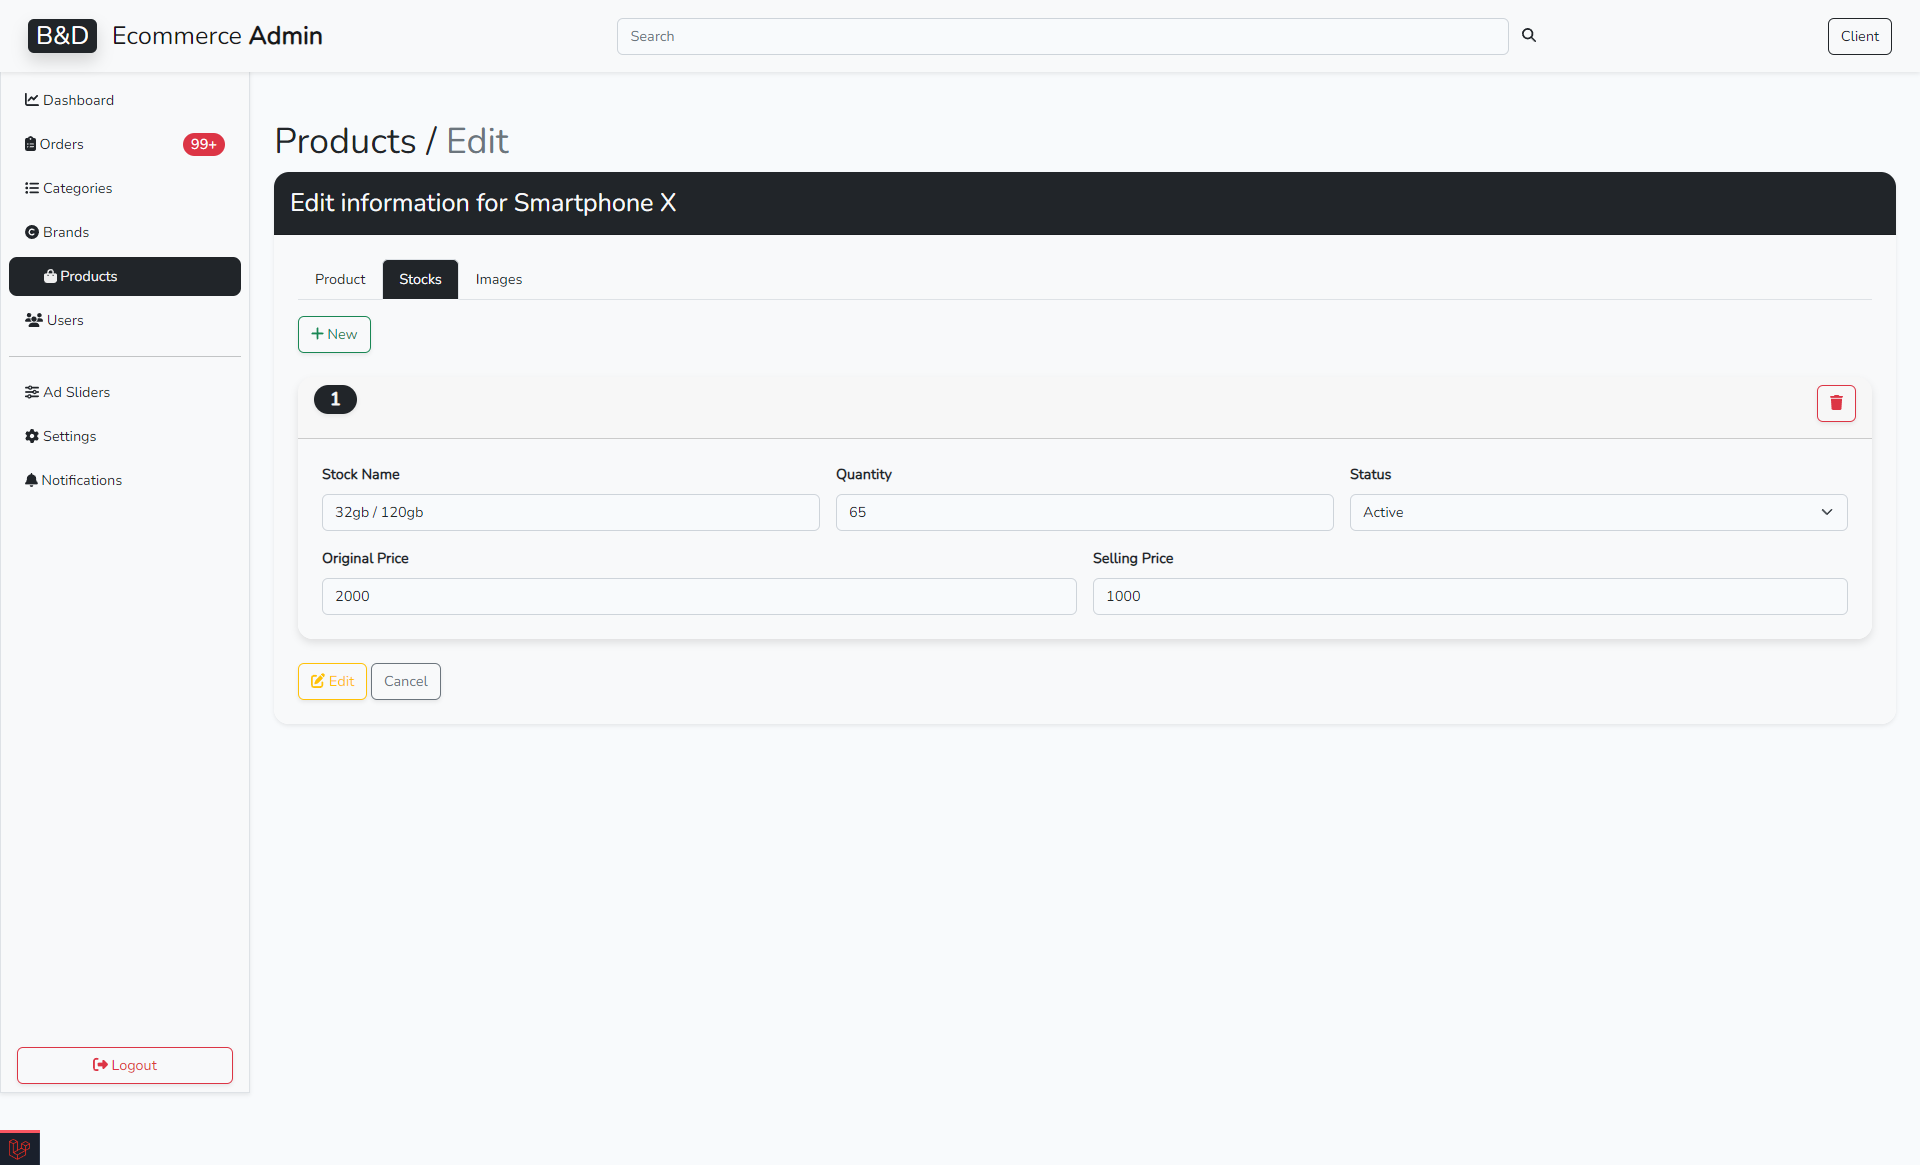 B&D Ecommerce Admin
Search
Client
Dashboard
Orders 99+
Categories
Brands
Products
Users
Ad Sliders
Settings
Notifications
Logout
Products / Edit
Edit information for Smartphone X
Product Stocks Images
New
1
Stock Name Quantity Status
32gb / 120gb 65 Active
Original Price Selling Price
2000 1000
Edit Cancel